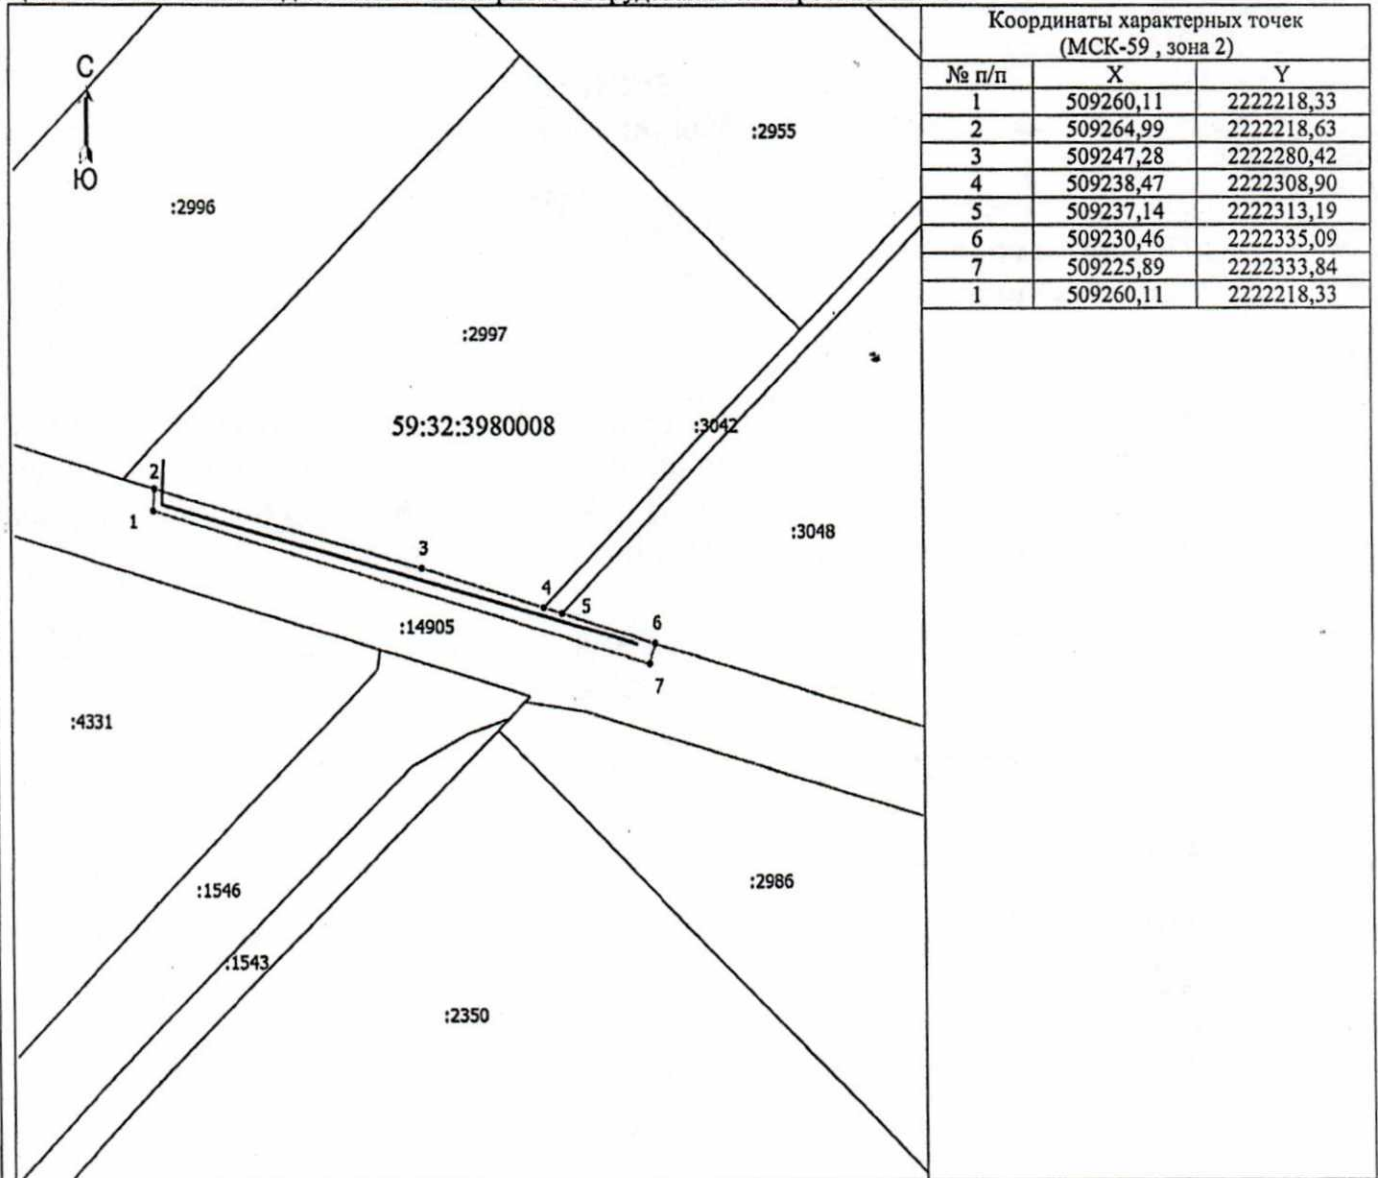 Координаты характерных точек
(МСК-59 , зона 2)
№ п/п X Y
1 509260,11 2222218,33
2 509264,99 2222218,63
3 509247,28 2222280,42
4 509238,47 2222308,90
5 509237,14 2222313,19
6 509230,46 2222335,09
7 509225,89 2222333,84
1 509260,11 2222218,33
С
Ю
:2955
:2996
:2997
59:32:3980008
:3042
2
1
:3048
3
4
5
6
:14905
7
:4331
:1546
:2986
:1543
:2350